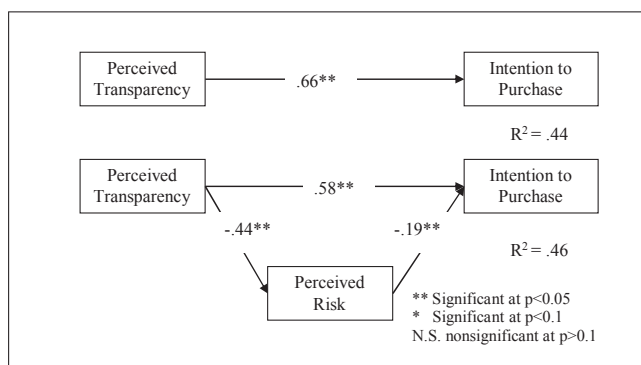 Perceived
Transparency
.66**
Intention to
Purchase
R² = .44
Perceived
Transparency
.58**
Intention to
Purchase
-.44**
-.19**
R² = .46
Perceived
Risk
** Significant at p<0.05
* Significant at p<0.1
N.S. nonsignificant at p>0.1